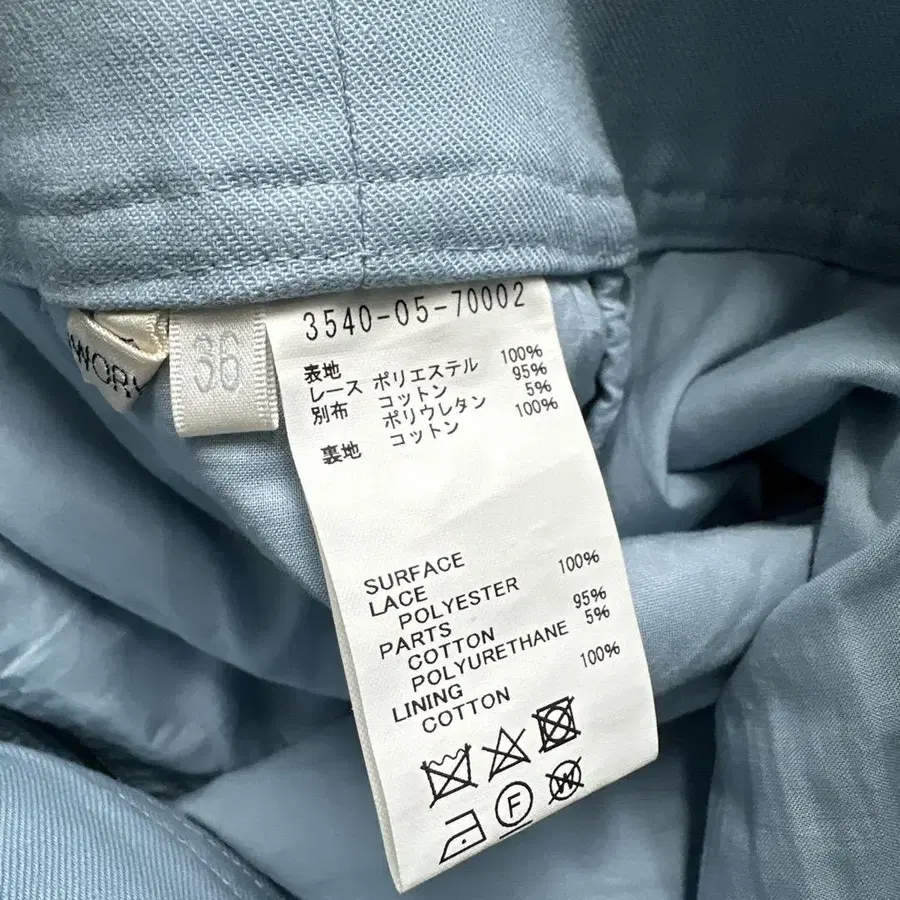 3540-05-70002
表地
レース ポリエステル 100%
別布 コットン 95%
ポリウレタン 5%
裏地 コットン 100%
SURFACE
LACE
POLYESTER 100%
PARTS
COTTON 95%
POLYURETHANE 5%
LINING
COTTON 100%
F
W
36